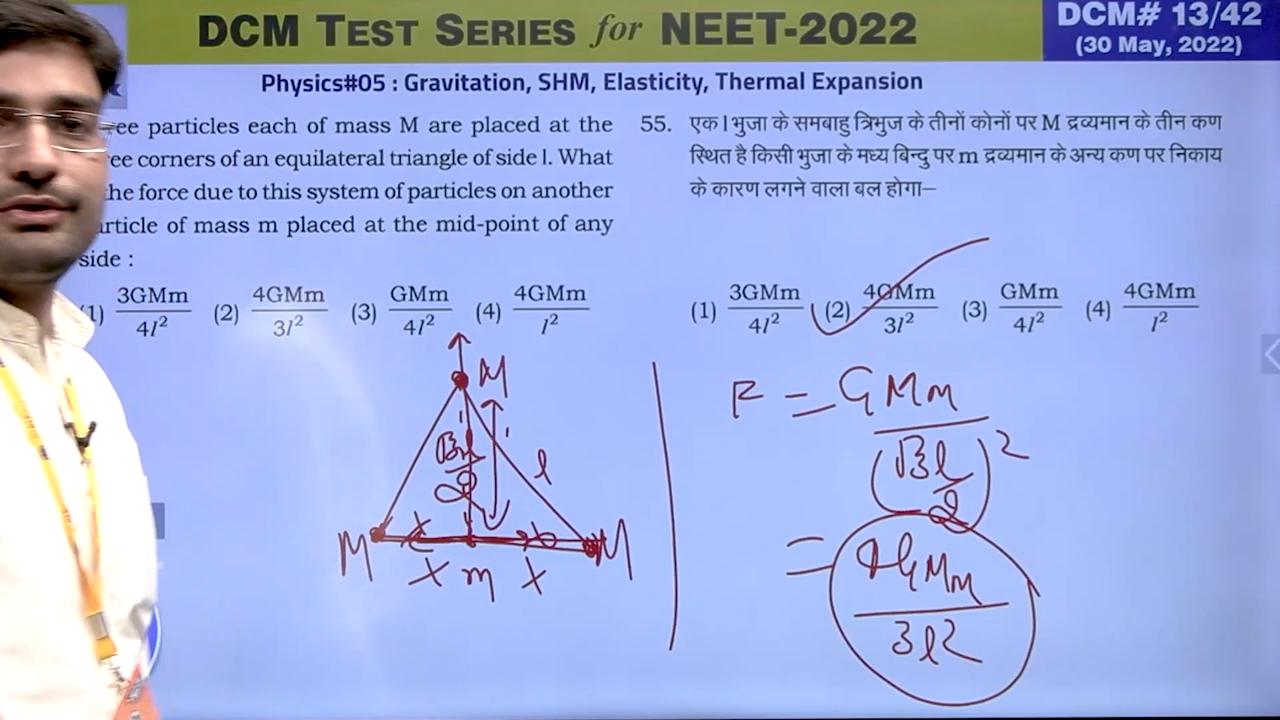 DCM TEST SERIES for NEET-2022
DCM# 13/42
(30 May, 2022)
Physics#05 : Gravitation, SHM, Elasticity, Thermal Expansion
particles each of mass M are placed at the
corners of an equilateral triangle of side l. What
the force due to this system of particles on another
of mass m placed at the mid-point of any
side :
(1) 3GMm/4l² (2) 4GMm/3l² (3) GMm/4l² (4) 4GMm/l²
55. एक l भुजा के समबाहु त्रिभुज के तीनों कोनों पर M द्रव्यमान के तीन कण
स्थित है किसी भुजा के मध्य बिन्दु पर m द्रव्यमान के अन्य कण पर निकाय
के कारण लगने वाला बल होगा–
(1) 3GMm/4l² (2) 4GMm/3l² (3) GMm/4l² (4) 4GMm/l²
M
√3l/2
l
M
m
M
F = GMm/(√3l/2)²
= 4GMm/3l²